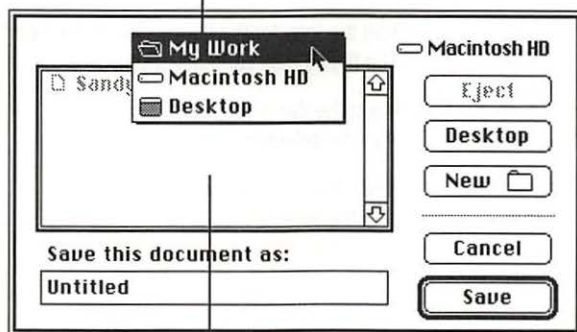 My Work
Macintosh HD
Macintosh HD
Sandy
Eject
Desktop
Desktop
New
Save this document as:
Cancel
Untitled
Save